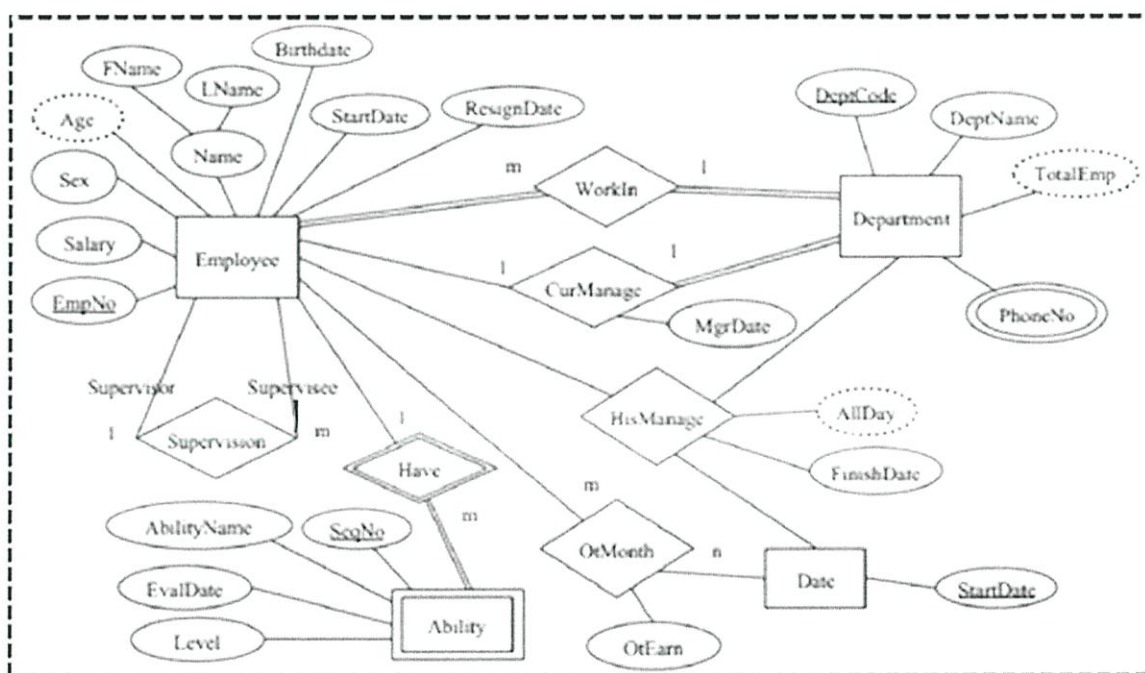 Birthdate
FName
LName
ResignDate
DeptCode
StartDate
DeptName
Age
Name
m
1
Sex
WorkIn
TotalEmp
Department
Salary
Employee
1
1
CurManage
EmpNo
PhoneNo
MgrDate
Supervisor
Supervisee
AllDay
HisManage
1
1
m
Supervision
Have
FinishDate
m
m
AbilityName
SeqNo
OtMonth
n
Date
EvalDate
StartDate
Ability
Level
OtEarn